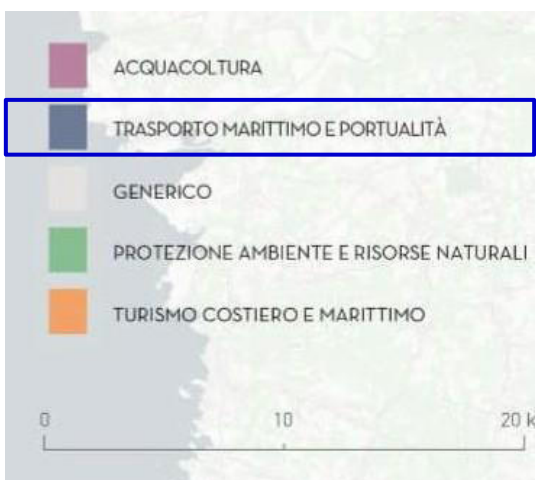 ACQUACOLTURA
TRASPORTO MARITTIMO E PORTUALITÀ
GENERICO
PROTEZIONE AMBIENTE E RISORSE NATURALI
TURISMO COSTIERO E MARITTIMO
0 10 20 k